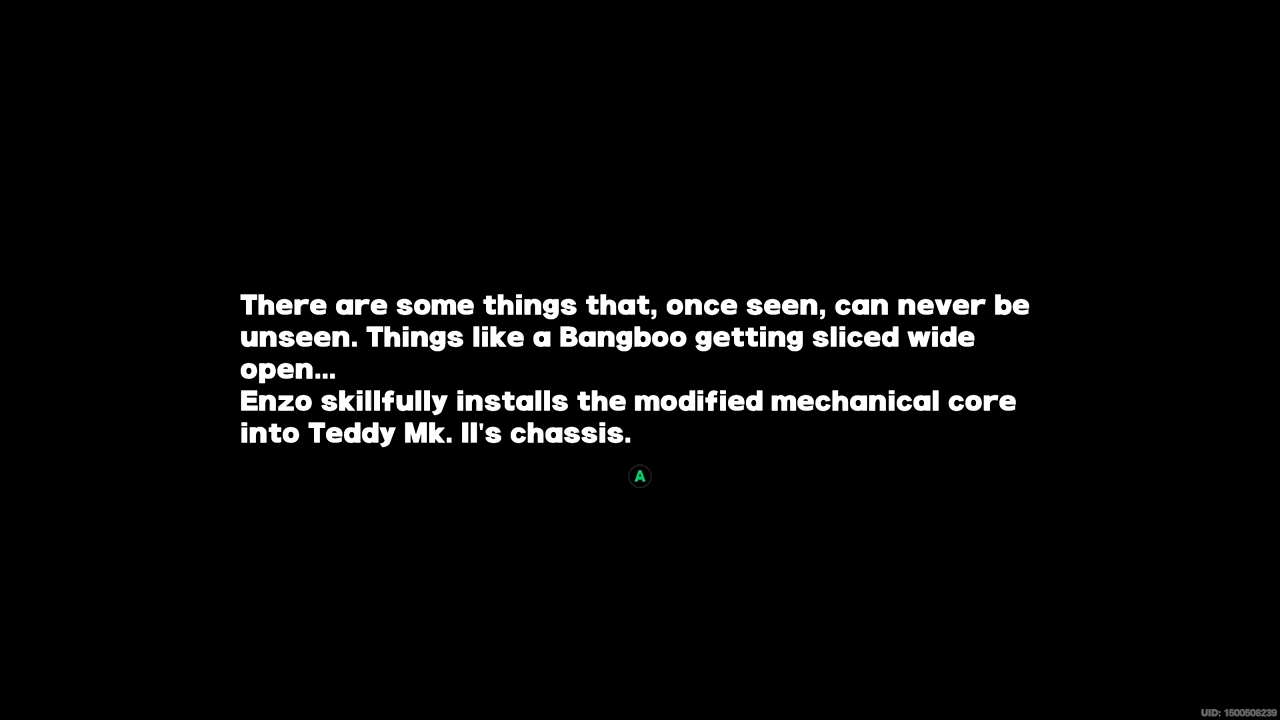 There are some things that, once seen, can never be
unseen. Things like a Bangboo getting sliced wide
open...
Enzo skillfully installs the modified mechanical core
into Teddy Mk. II's chassis.
A
UID: 1500508239